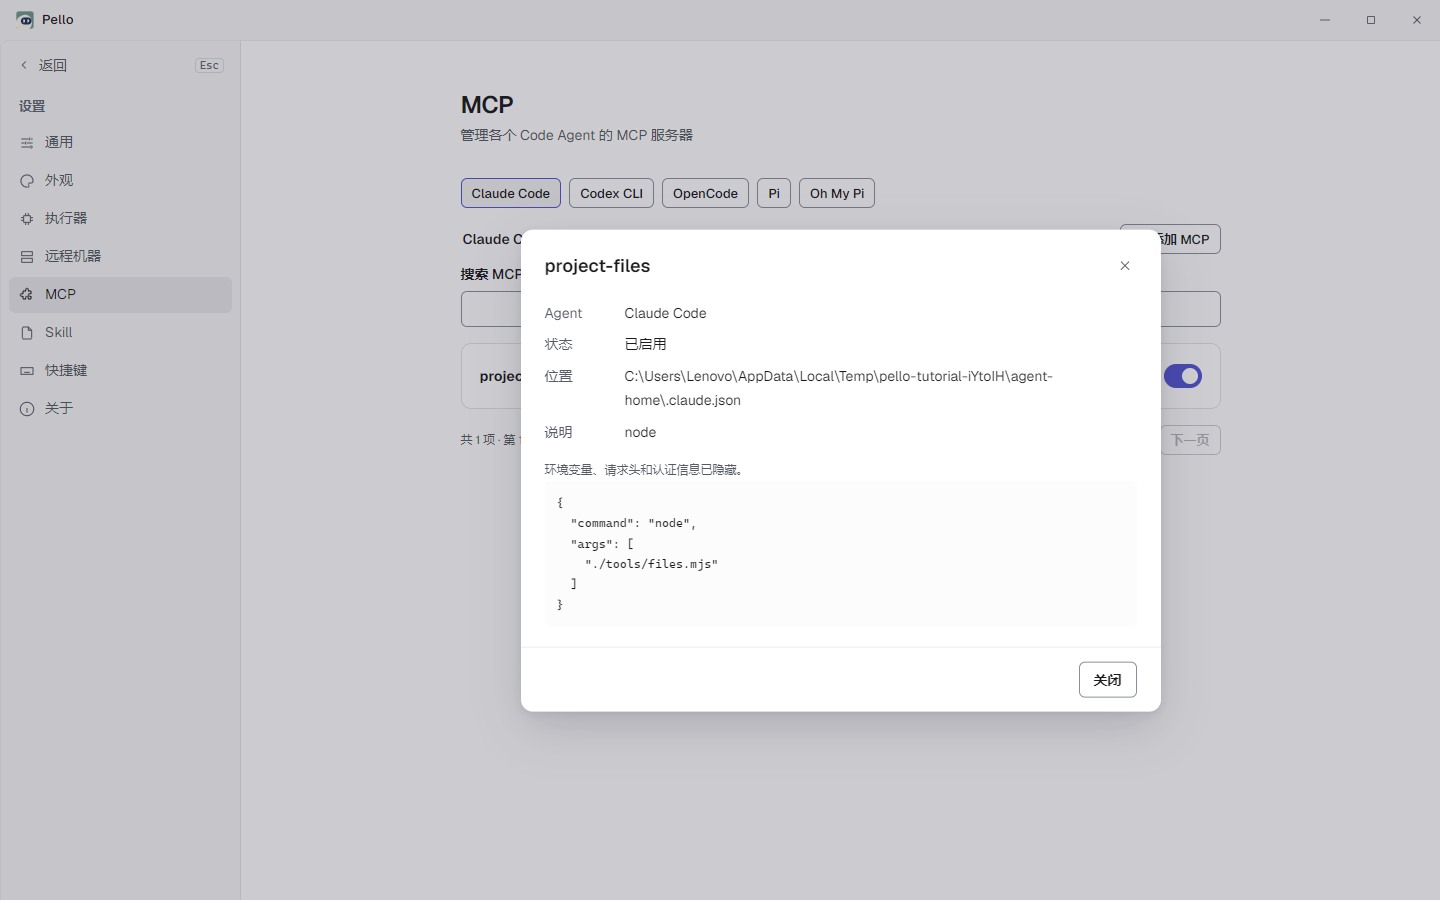 Pello
返回
Esc
设置
通用
外观
执行器
远程机器
MCP
Skill
快捷键
关于
MCP
管理各个 Code Agent 的 MCP 服务器
Claude Code
Codex CLI
OpenCode
Pi
Oh My Pi
Claude C
加 MCP
搜索 MCP
projec
共 1 项 · 第
下一页
project-files
Agent
Claude Code
状态
已启用
位置
C:\Users\Lenovo\AppData\Local\Temp\pello-tutorial-iYtoIH\agent-
home\.claude.json
说明
node
环境变量、请求头和认证信息已隐藏。
{
"command": "node",
"args": [
"./tools/files.mjs"
]
}
关闭